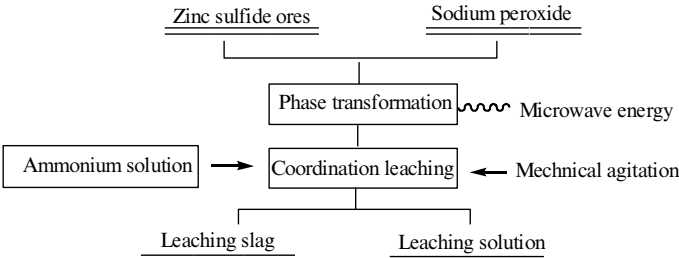 Zinc sulfide ores
Sodium peroxide
Phase transformation
Microwave energy
Ammonium solution
Coordination leaching
Mechnical agitation
Leaching slag
Leaching solution